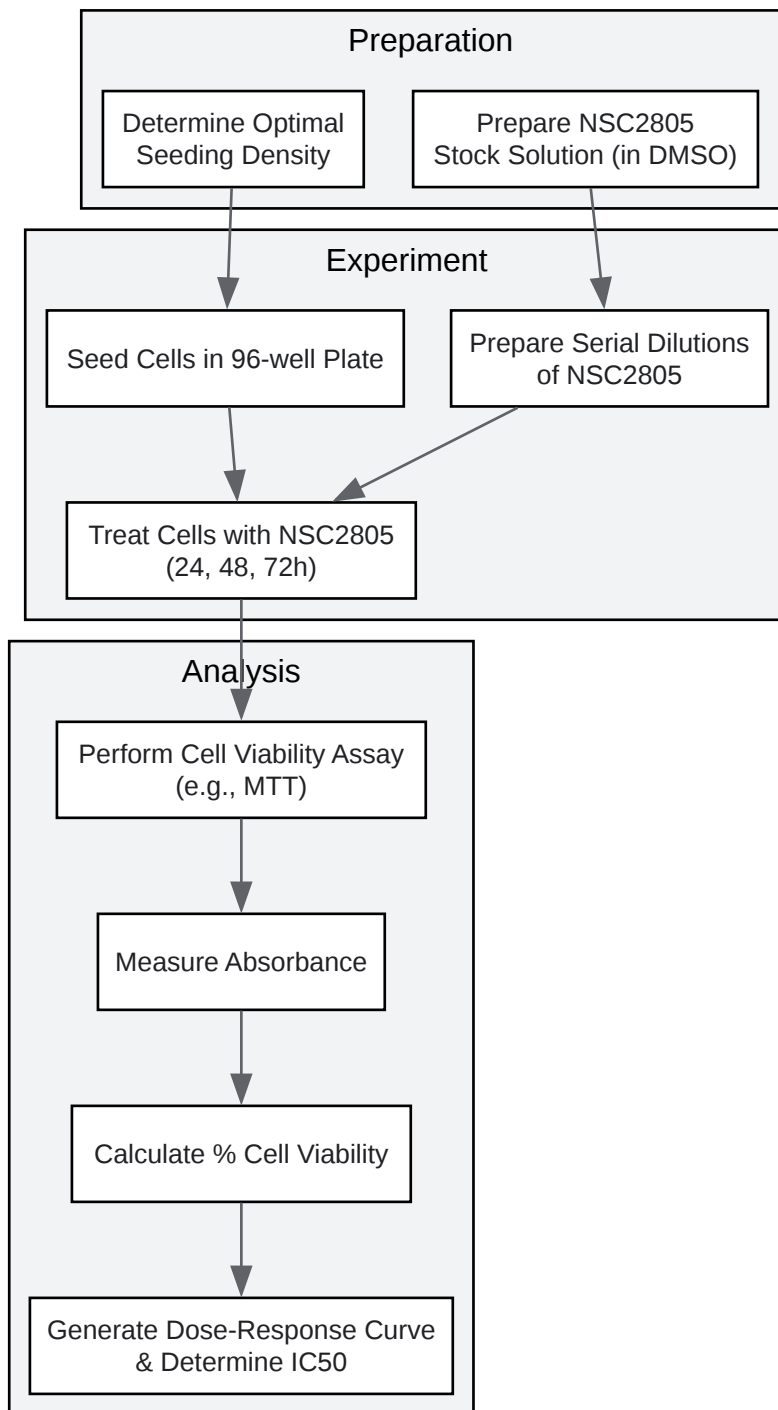 Preparation
Determine Optimal
Seeding Density
Prepare NSC2805
Stock Solution (in DMSO)
Experiment
Seed Cells in 96-well Plate
Prepare Serial Dilutions
of NSC2805
Treat Cells with NSC2805
(24, 48, 72h)
Analysis
Perform Cell Viability Assay
(e.g., MTT)
Measure Absorbance
Calculate % Cell Viability
Generate Dose-Response Curve
& Determine IC50